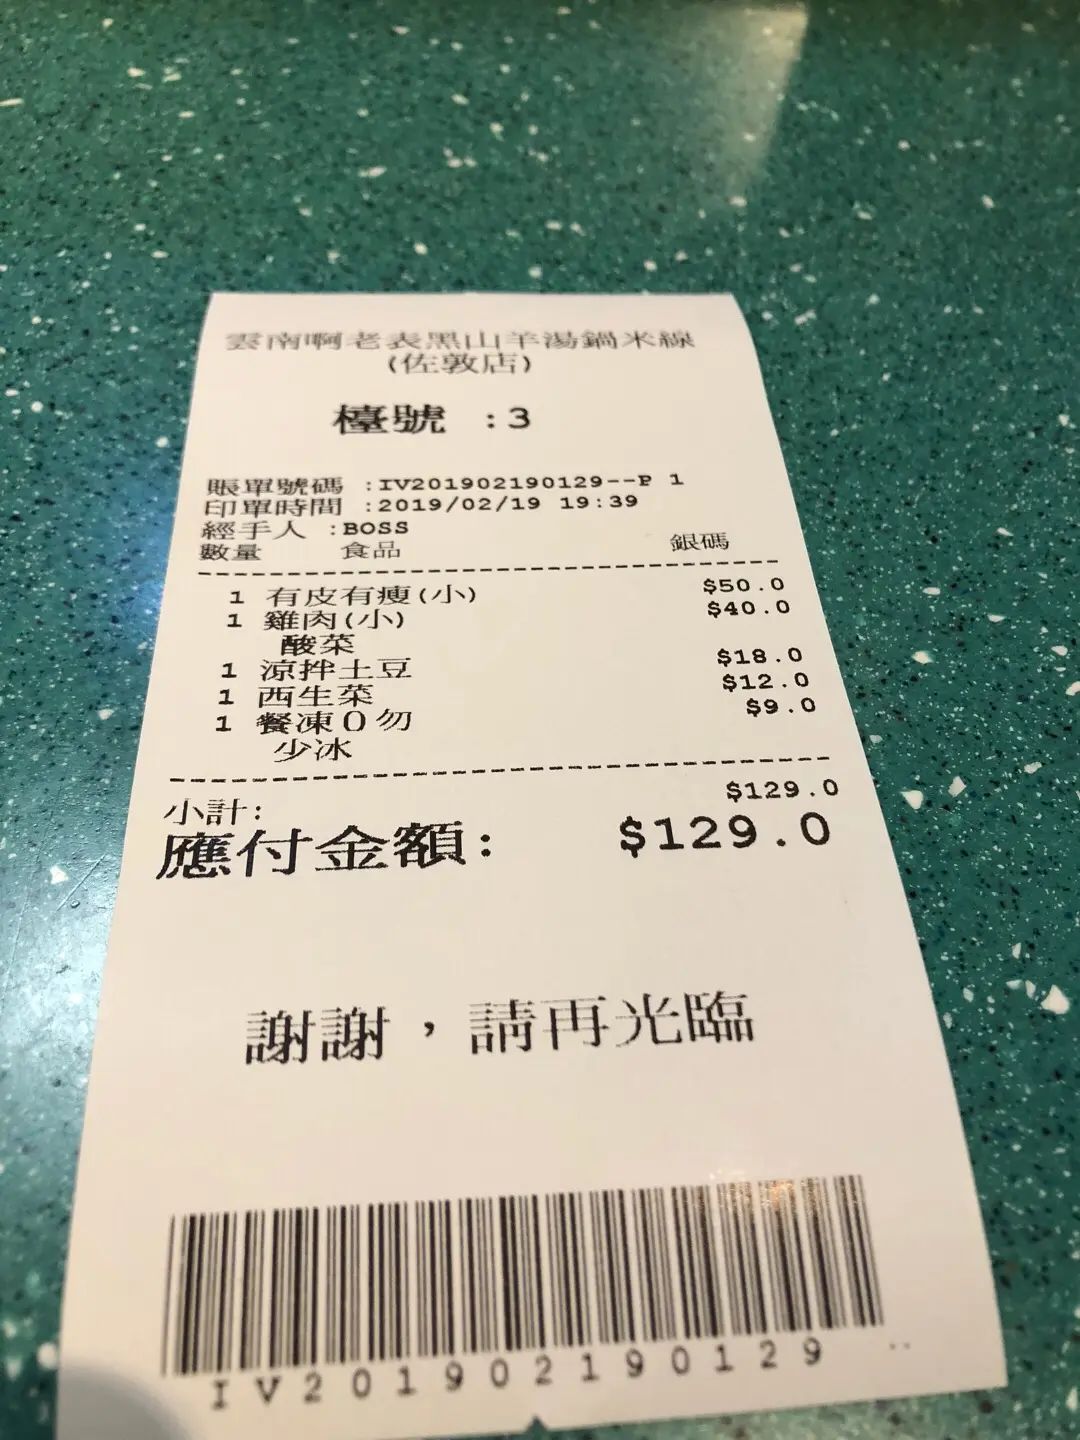 雲南啊老表黑山羊湯鍋米線
(佐敦店)
檯號 :3
賬單號碼 :IV201902190129--P 1
印單時間 :2019/02/19 19:39
經手人 :BOSS
數量 食品 銀碼
1 有皮有瘦(小) $50.0
1 雞肉(小) $40.0
酸菜
1 涼拌土豆 $18.0
1 西生菜 $12.0
1 餐凍０勿 $9.0
少冰
小計: $129.0
應付金額: $129.0
謝謝，請再光臨
IV201902190129